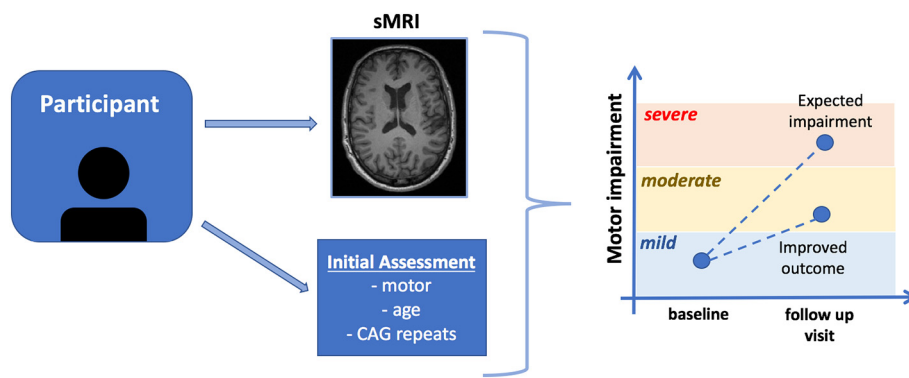 sMRI
Participant
Initial Assessment
- motor
- age
- CAG repeats
Motor impairment
severe
moderate
mild
Expected
impairment
Improved
outcome
baseline
follow up
visit